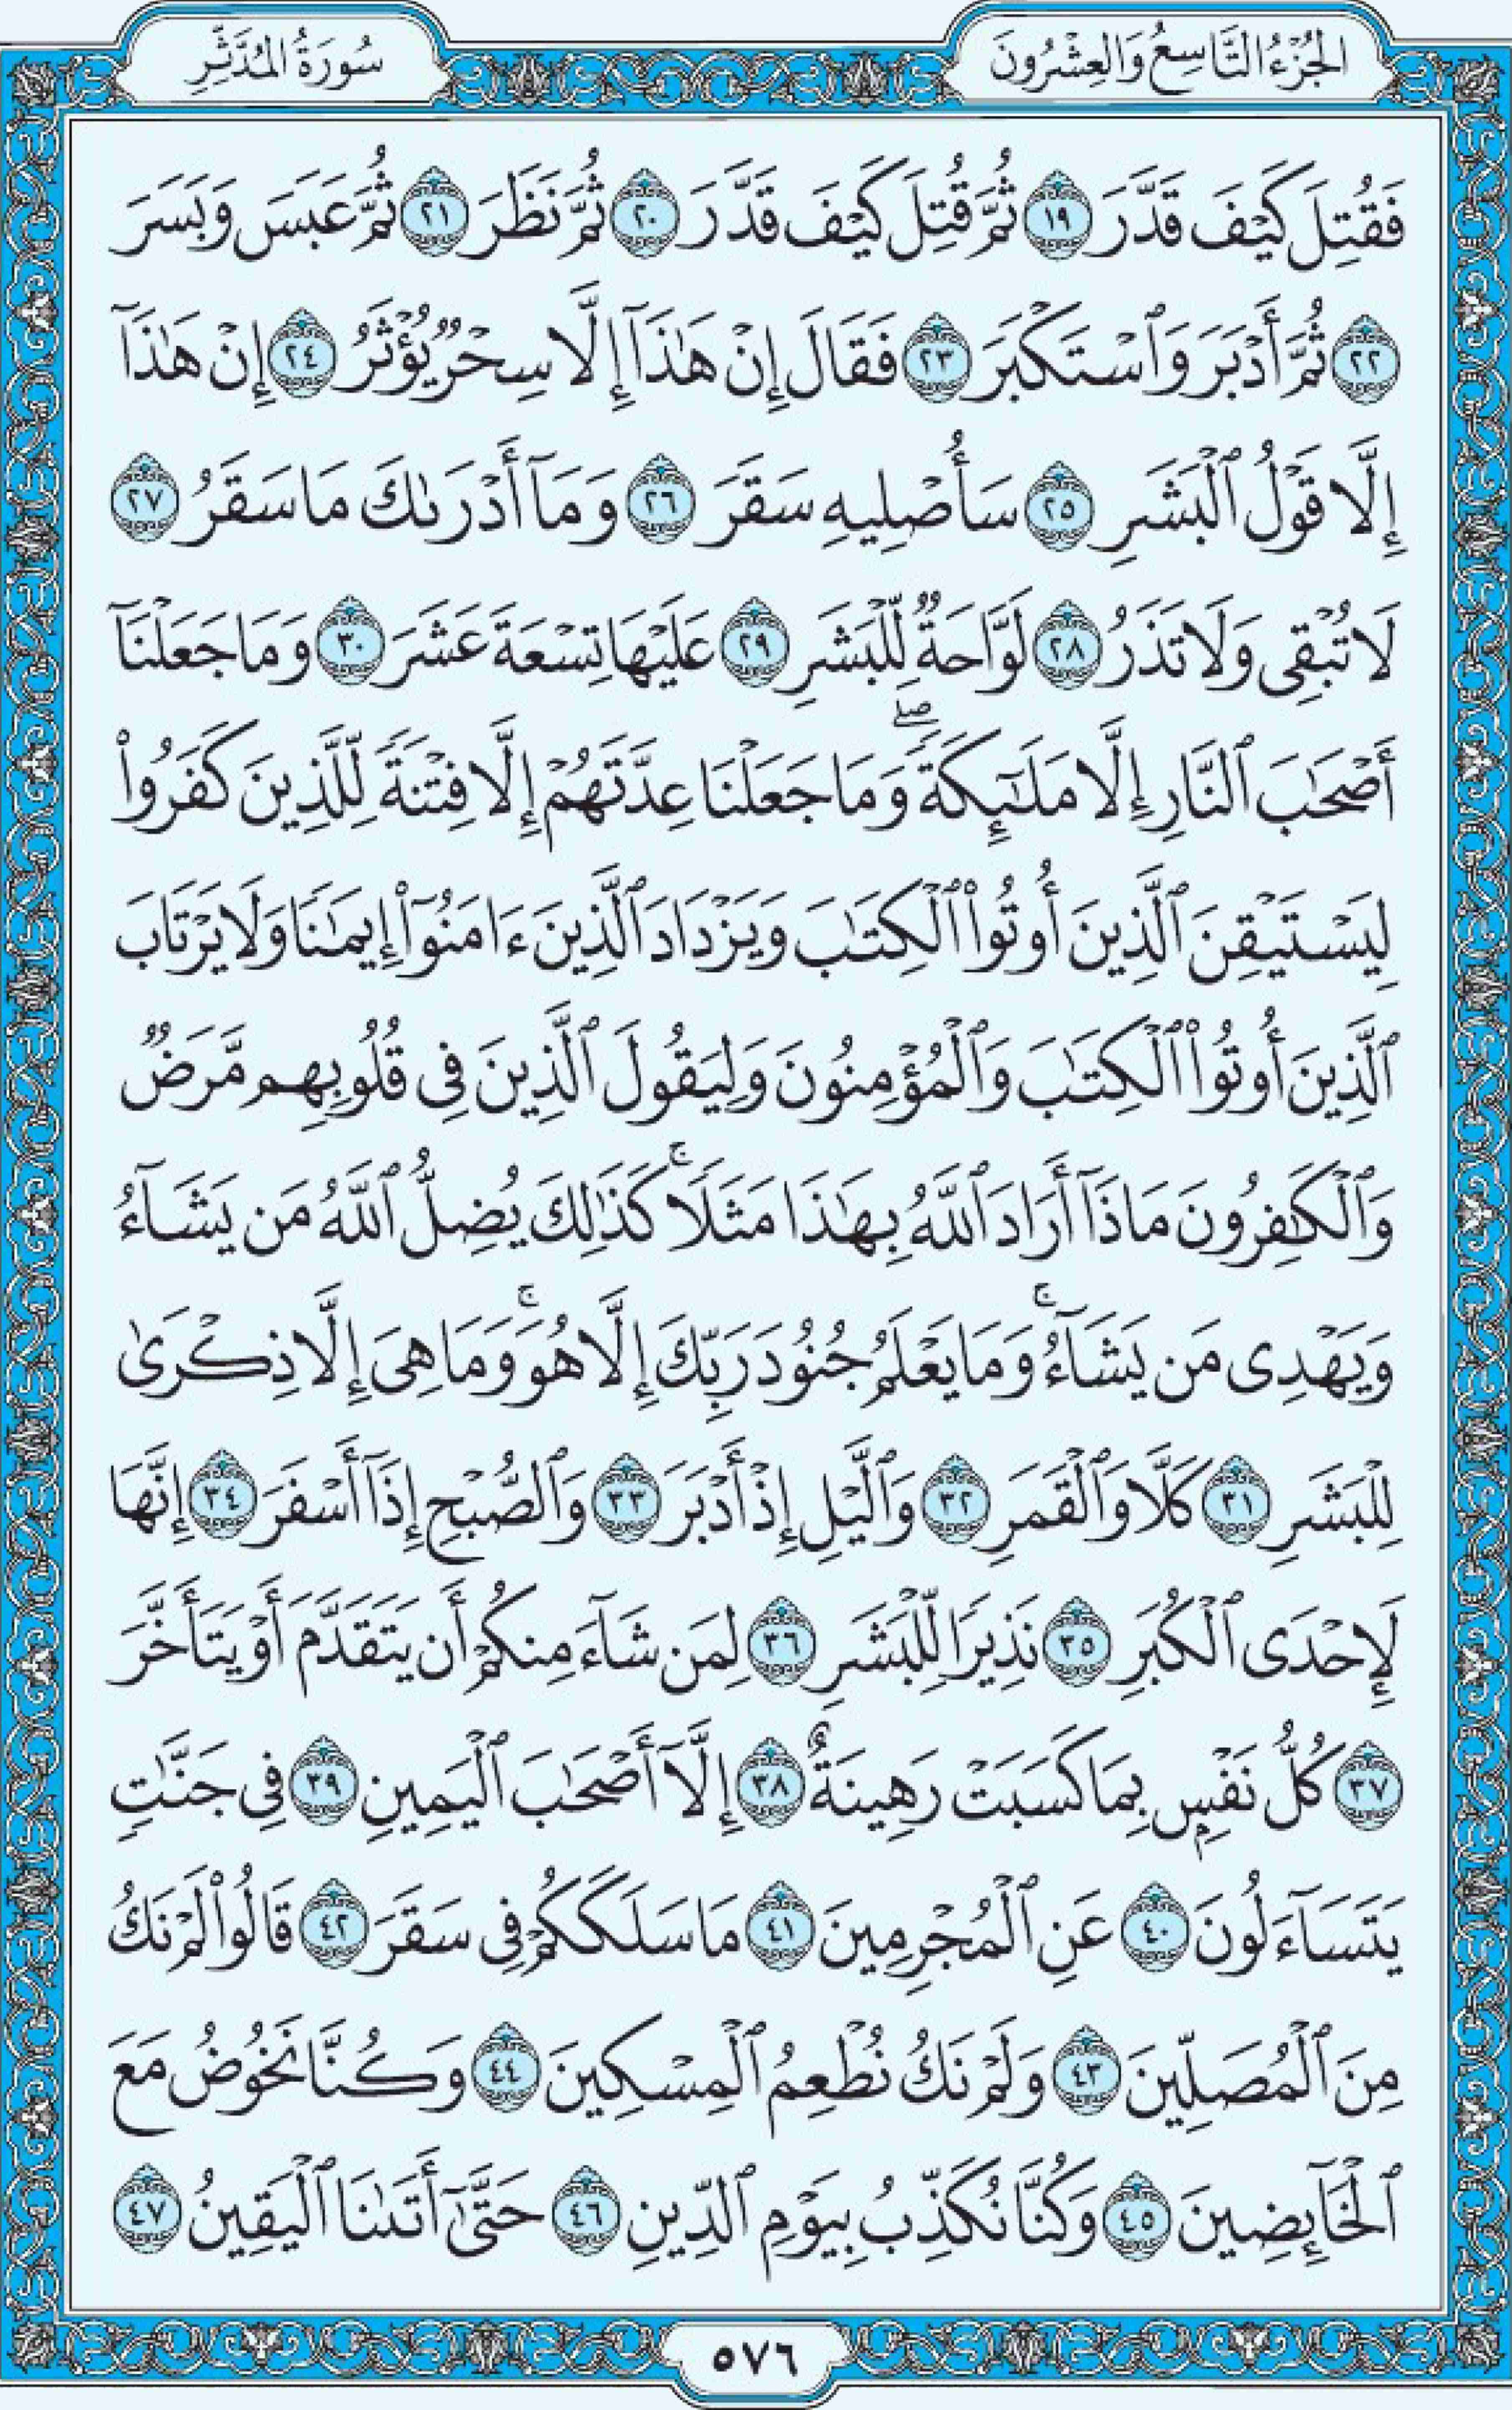 الجُزْءُ التَّاسِعُ وَالعِشْرُونَ
سُورَةُ المُدَّثِّرِ
فَقُتِلَ كَيْفَ قَدَّرَ ١٩ ثُمَّ قُتِلَ كَيْفَ قَدَّرَ ٢٠ ثُمَّ نَظَرَ ٢١ ثُمَّ عَبَسَ وَبَسَرَ
٢٢ ثُمَّ أَدْبَرَ وَٱسْتَكْبَرَ ٢٣ فَقَالَ إِنْ هَٰذَآ إِلَّا سِحْرٌ يُؤْثَرُ ٢٤ إِنْ هَٰذَآ
إِلَّا قَوْلُ ٱلْبَشَرِ ٢٥ سَأُصْلِيهِ سَقَرَ ٢٦ وَمَآ أَدْرَىٰكَ مَا سَقَرُ ٢٧
لَا تُبْقِى وَلَا تَذَرُ ٢٨ لَوَّاحَةٌ لِّلْبَشَرِ ٢٩ عَلَيْهَا تِسْعَةَ عَشَرَ ٣٠ وَمَا جَعَلْنَآ
أَصْحَٰبَ ٱلنَّارِ إِلَّا مَلَٰٓئِكَةً ۖ وَمَا جَعَلْنَا عِدَّتَهُمْ إِلَّا فِتْنَةً لِّلَّذِينَ كَفَرُوا۟
لِيَسْتَيْقِنَ ٱلَّذِينَ أُوتُوا۟ ٱلْكِتَٰبَ وَيَزْدَادَ ٱلَّذِينَ ءَامَنُوٓا۟ إِيمَٰنًا وَلَا يَرْتَابَ
ٱلَّذِينَ أُوتُوا۟ ٱلْكِتَٰبَ وَٱلْمُؤْمِنُونَ وَلِيَقُولَ ٱلَّذِينَ فِى قُلُوبِهِم مَّرَضٌ
وَٱلْكَٰفِرُونَ مَاذَآ أَرَادَ ٱللَّهُ بِهَٰذَا مَثَلًا ۚ كَذَٰلِكَ يُضِلُّ ٱللَّهُ مَن يَشَآءُ
وَيَهْدِى مَن يَشَآءُ ۚ وَمَا يَعْلَمُ جُنُودَ رَبِّكَ إِلَّا هُوَ ۚ وَمَا هِىَ إِلَّا ذِكْرَىٰ
لِلْبَشَرِ ٣١ كَلَّا وَٱلْقَمَرِ ٣٢ وَٱلَّيْلِ إِذْ أَدْبَرَ ٣٣ وَٱلصُّبْحِ إِذَآ أَسْفَرَ ٣٤ إِنَّهَا
لَإِحْدَى ٱلْكُبَرِ ٣٥ نَذِيرًا لِّلْبَشَرِ ٣٦ لِمَن شَآءَ مِنكُمْ أَن يَتَقَدَّمَ أَوْ يَتَأَخَّرَ
٣٧ كُلُّ نَفْسٍۭ بِمَا كَسَبَتْ رَهِينَةٌ ٣٨ إِلَّآ أَصْحَٰبَ ٱلْيَمِينِ ٣٩ فِى جَنَّٰتٍ
يَتَسَآءَلُونَ ٤٠ عَنِ ٱلْمُجْرِمِينَ ٤١ مَا سَلَكَكُمْ فِى سَقَرَ ٤٢ قَالُوا۟ لَمْ نَكُ
مِنَ ٱلْمُصَلِّينَ ٤٣ وَلَمْ نَكُ نُطْعِمُ ٱلْمِسْكِينَ ٤٤ وَكُنَّا نَخُوضُ مَعَ
ٱلْخَآئِضِينَ ٤٥ وَكُنَّا نُكَذِّبُ بِيَوْمِ ٱلدِّينِ ٤٦ حَتَّىٰٓ أَتَىٰنَا ٱلْيَقِينُ ٤٧
٥٧٦